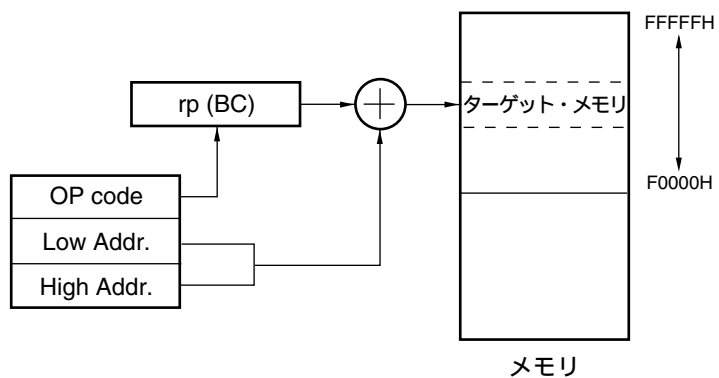 FFFFFH
rp (BC)
ターゲット・メモリ
F0000H
OP code
Low Addr.
High Addr.
メモリ